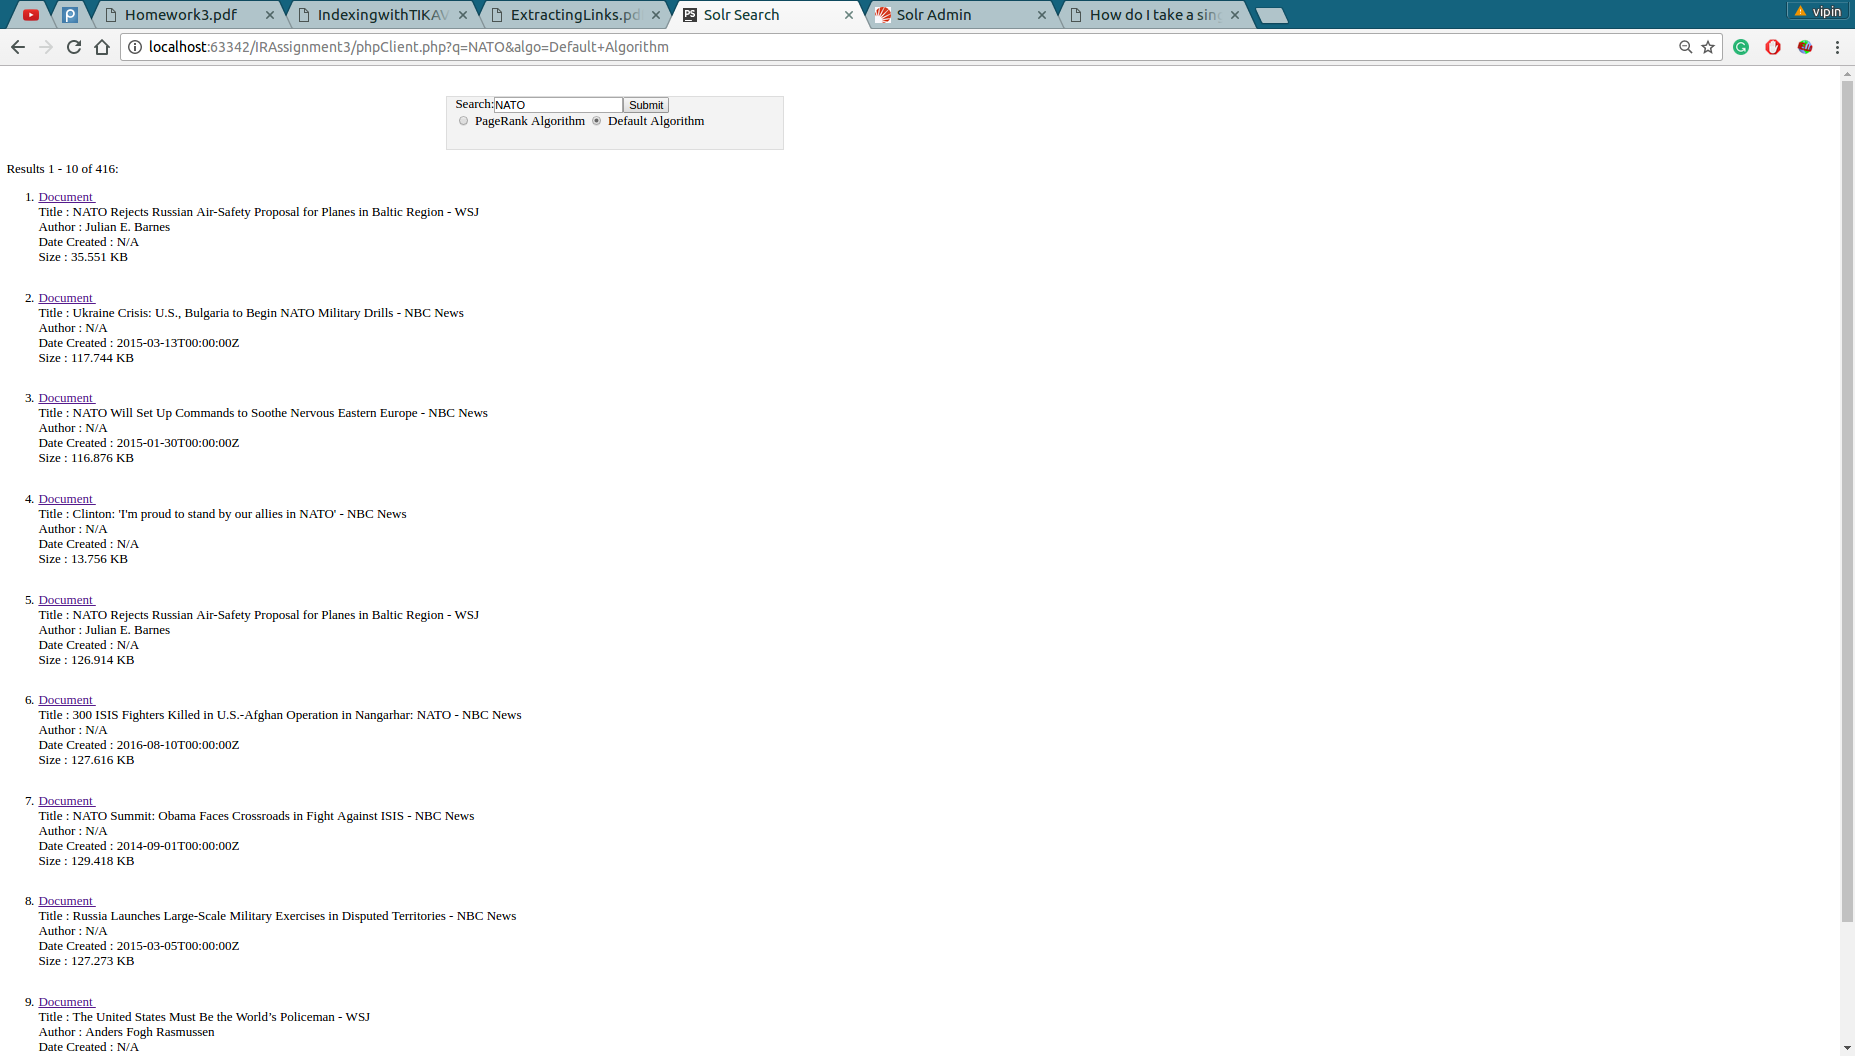 Homework3.pdf
IndexingwithTIKAV
ExtractingLinks.pd
Solr Search
Solr Admin
How do I take a sing
vipin
localhost:63342/IRAssignment3/phpClient.php?q=NATO&algo=Default+Algorithm
Search: NATO Submit
PageRank Algorithm Default Algorithm
Results 1 - 10 of 416:
1. Document
Title : NATO Rejects Russian Air-Safety Proposal for Planes in Baltic Region - WSJ
Author : Julian E. Barnes
Date Created : N/A
Size : 35.551 KB
2. Document
Title : Ukraine Crisis: U.S., Bulgaria to Begin NATO Military Drills - NBC News
Author : N/A
Date Created : 2015-03-13T00:00:00Z
Size : 117.744 KB
3. Document
Title : NATO Will Set Up Commands to Soothe Nervous Eastern Europe - NBC News
Author : N/A
Date Created : 2015-01-30T00:00:00Z
Size : 116.876 KB
4. Document
Title : Clinton: 'I'm proud to stand by our allies in NATO' - NBC News
Author : N/A
Date Created : N/A
Size : 13.756 KB
5. Document
Title : NATO Rejects Russian Air-Safety Proposal for Planes in Baltic Region - WSJ
Author : Julian E. Barnes
Date Created : N/A
Size : 126.914 KB
6. Document
Title : 300 ISIS Fighters Killed in U.S.-Afghan Operation in Nangarhar: NATO - NBC News
Author : N/A
Date Created : 2016-08-10T00:00:00Z
Size : 127.616 KB
7. Document
Title : NATO Summit: Obama Faces Crossroads in Fight Against ISIS - NBC News
Author : N/A
Date Created : 2014-09-01T00:00:00Z
Size : 129.418 KB
8. Document
Title : Russia Launches Large-Scale Military Exercises in Disputed Territories - NBC News
Author : N/A
Date Created : 2015-03-05T00:00:00Z
Size : 127.273 KB
9. Document
Title : The United States Must Be the World’s Policeman - WSJ
Author : Anders Fogh Rasmussen
Date Created : N/A